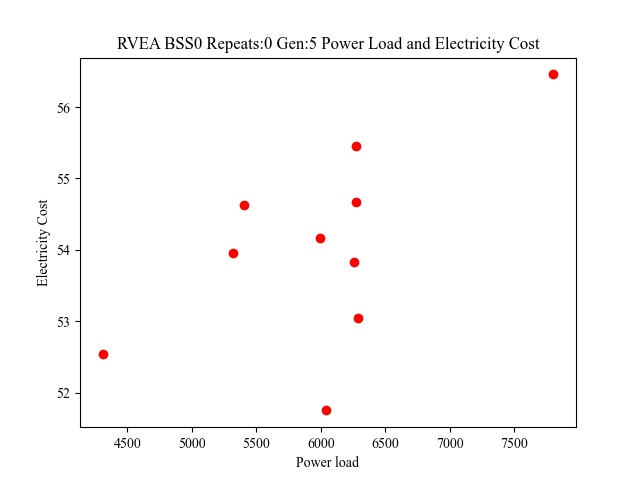 RVEA BSS0 Repeats:0 Gen:5 Power Load and Electricity Cost
Electricity Cost
56
55
54
53
52
4500 5000 5500 6000 6500 7000 7500
Power load